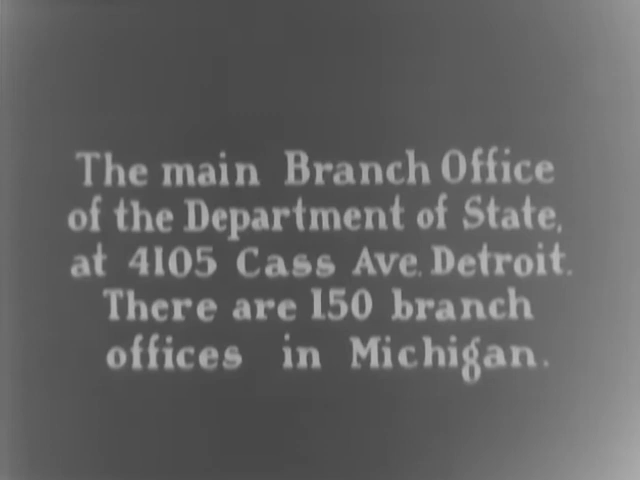 The main Branch Office
of the Department of State,
at 4105 Cass Ave. Detroit.
There are 150 branch
offices in Michigan.